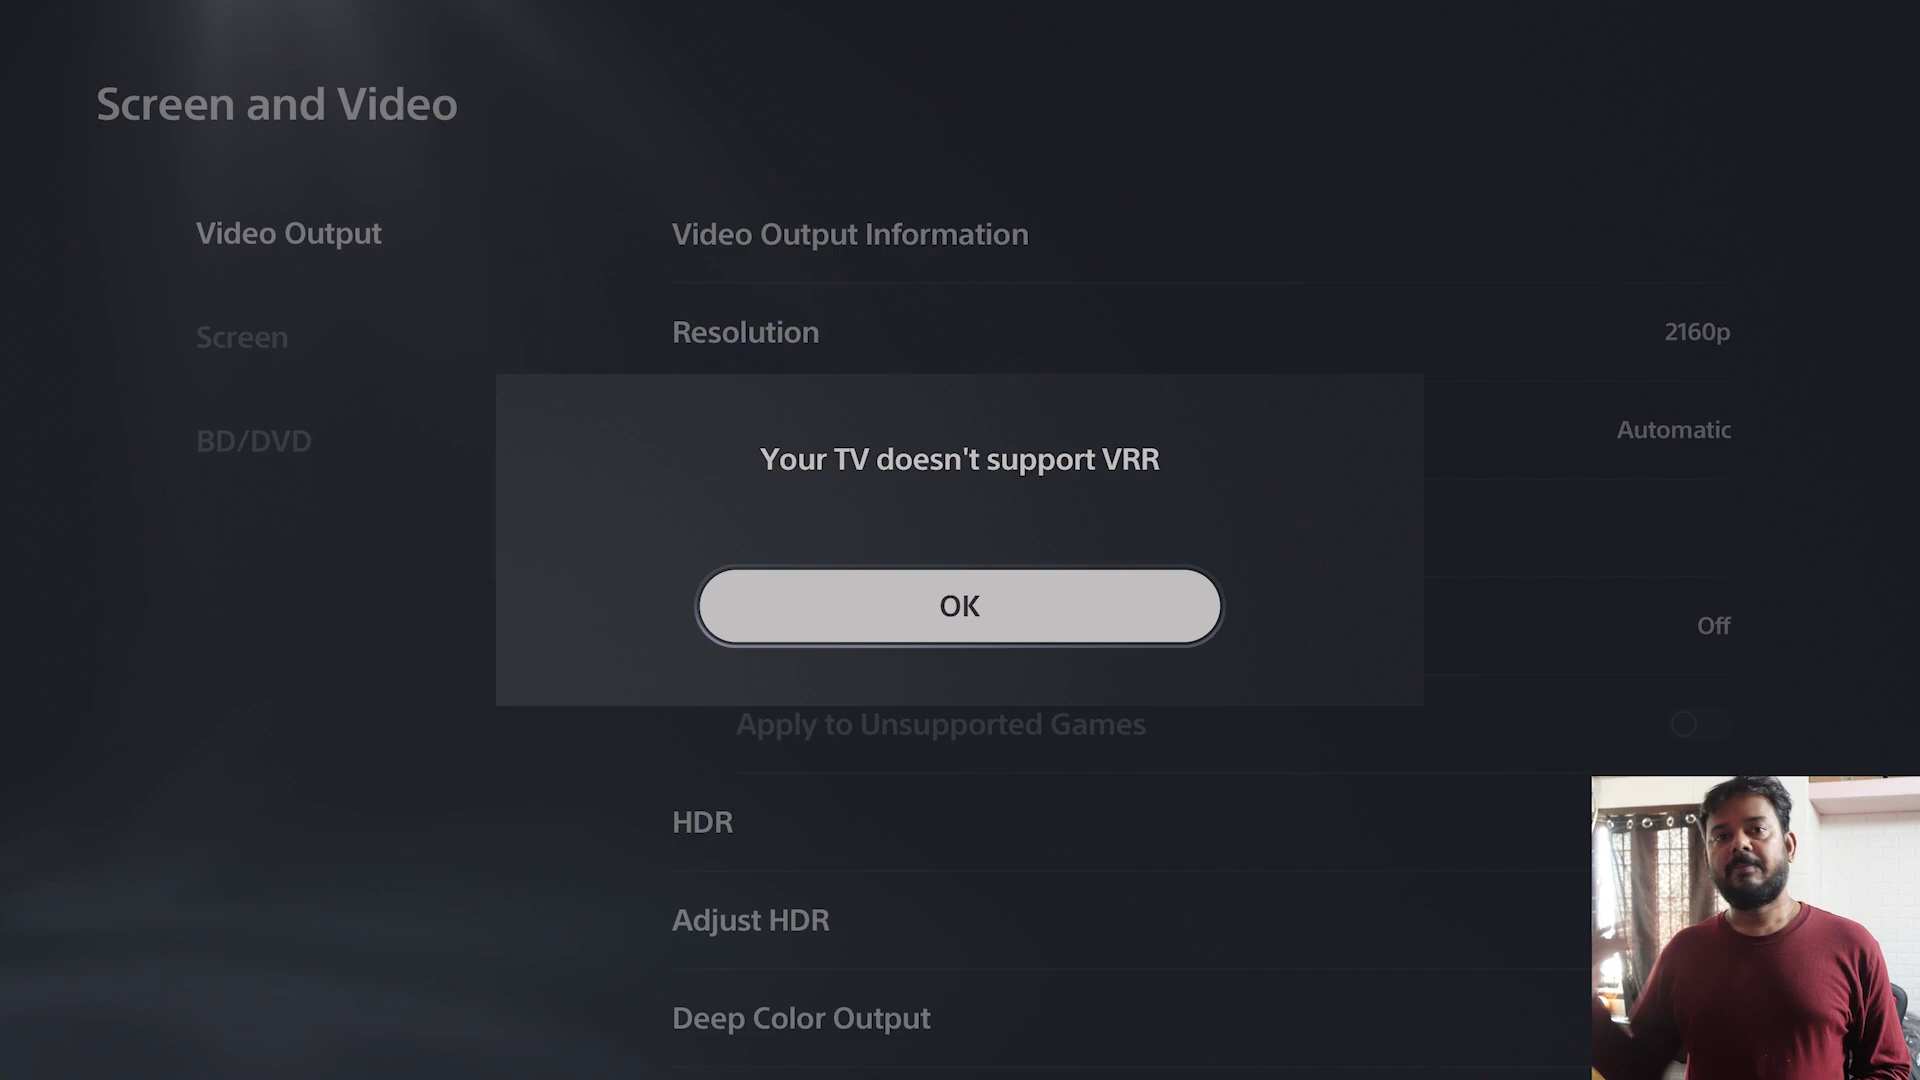 Screen and Video
Video Output
Screen
BD/DVD
Video Output Information
Resolution 2160p
Automatic
Your TV doesn't support VRR
OK
Off
Apply to Unsupported Games
HDR
Adjust HDR
Deep Color Output